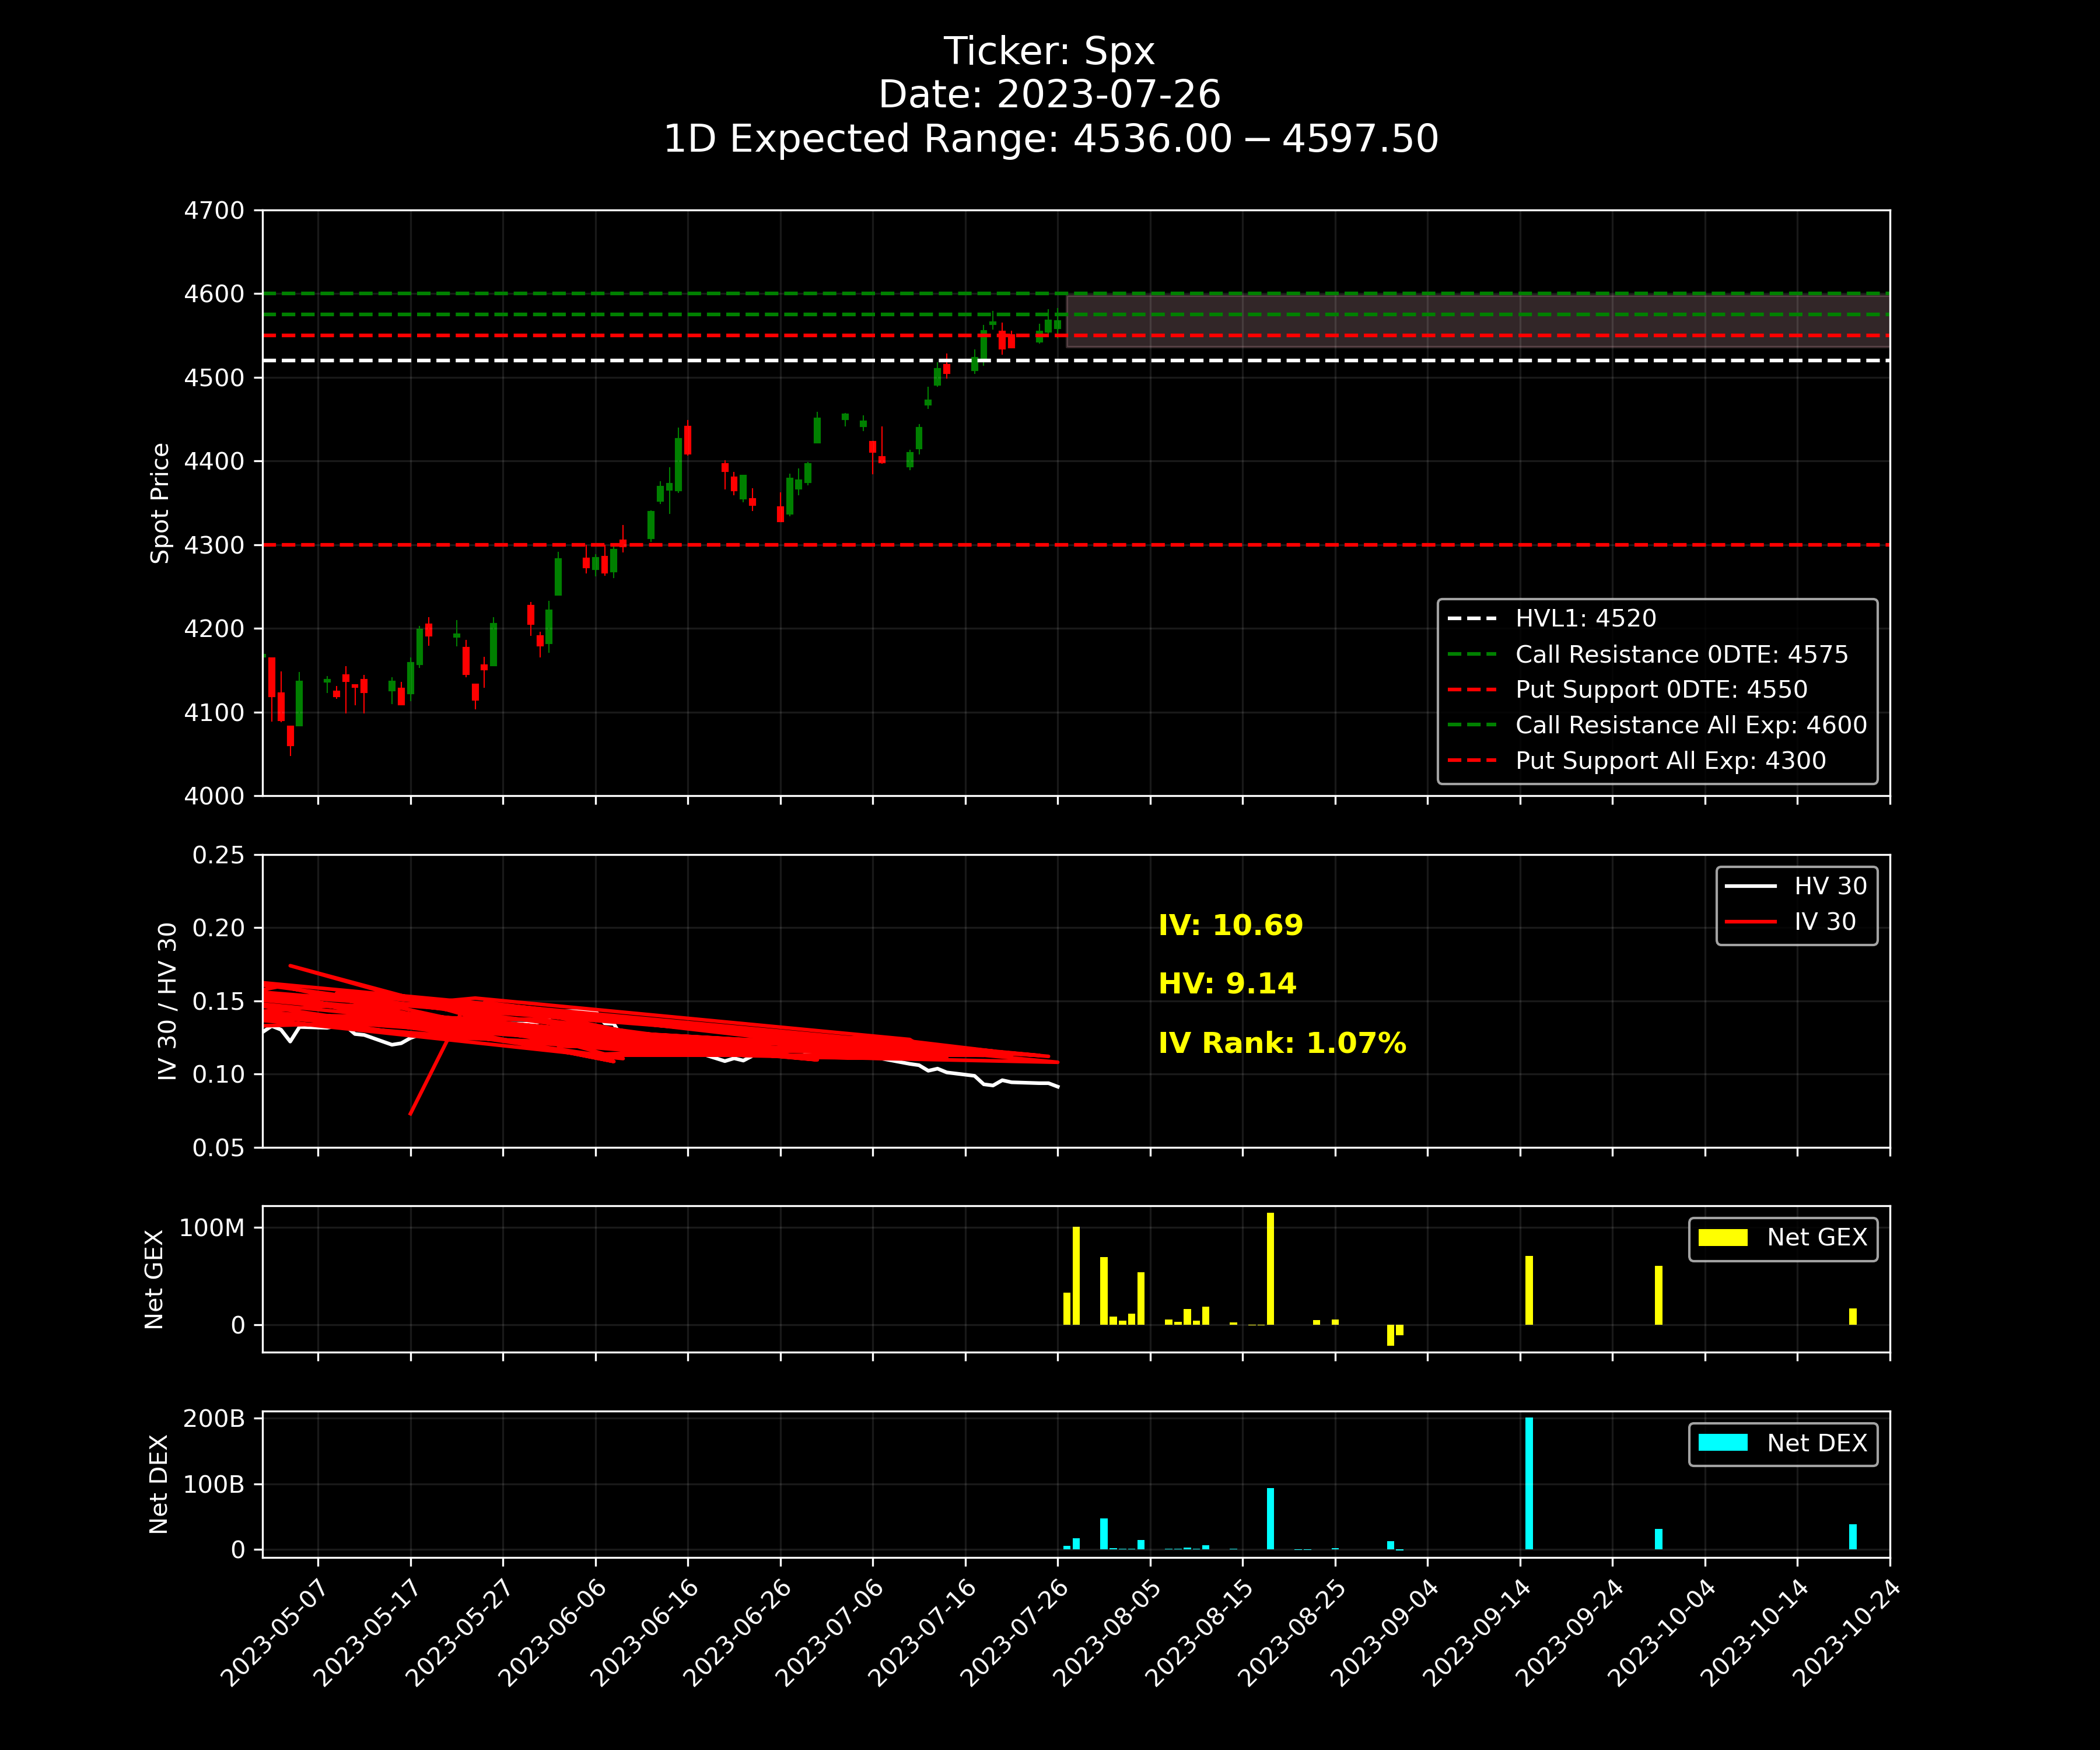 Ticker: Spx
Date: 2023-07-26
1D Expected Range: 4536.00 − 4597.50
4700
4600
4500
4400
4300
4200
4100
4000
Spot Price
HVL1: 4520
Call Resistance 0DTE: 4575
Put Support 0DTE: 4550
Call Resistance All Exp: 4600
Put Support All Exp: 4300
0.25
0.20
0.15
0.10
0.05
IV 30 / HV 30
IV: 10.69
HV: 9.14
IV Rank: 1.07%
HV 30
IV 30
100M
0
Net GEX
Net GEX
200B
100B
0
Net DEX
Net DEX
2023-05-07
2023-05-17
2023-05-27
2023-06-06
2023-06-16
2023-06-26
2023-07-06
2023-07-16
2023-07-26
2023-08-05
2023-08-15
2023-08-25
2023-09-04
2023-09-14
2023-09-24
2023-10-04
2023-10-14
2023-10-24